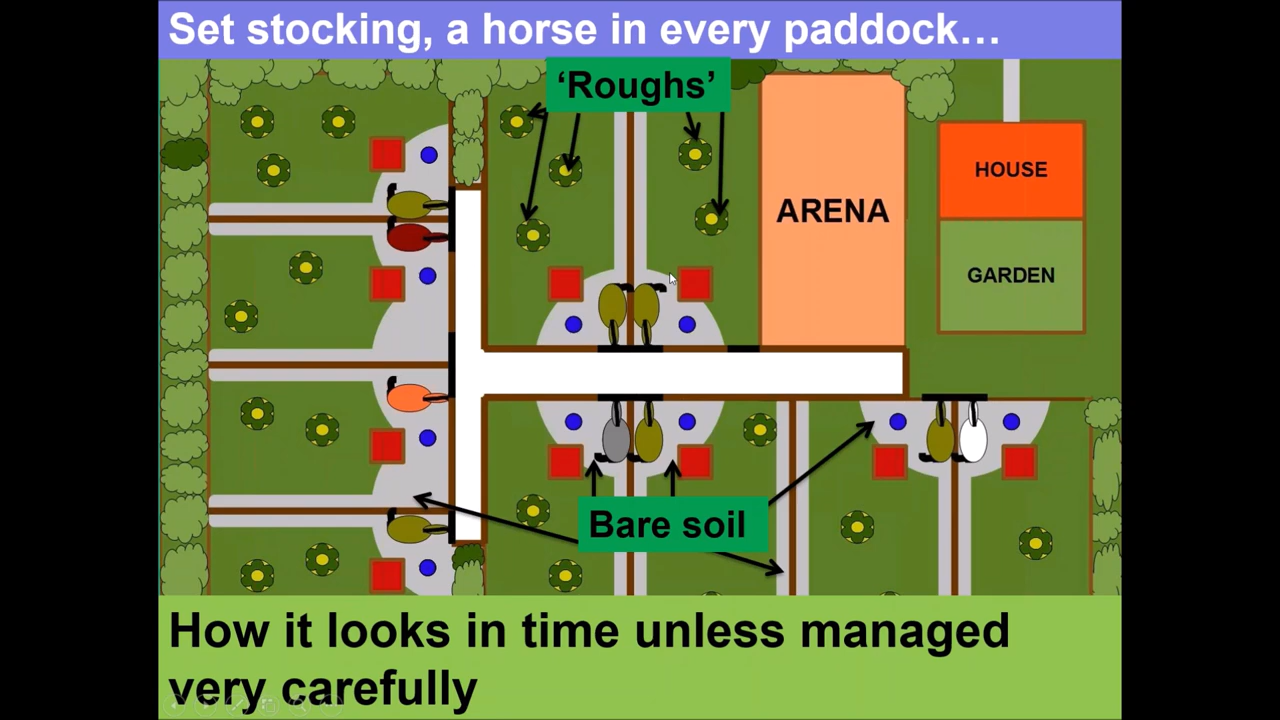 Set stocking, a horse in every paddock…
‘Roughs’
ARENA
HOUSE
GARDEN
Bare soil
How it looks in time unless managed
very carefully